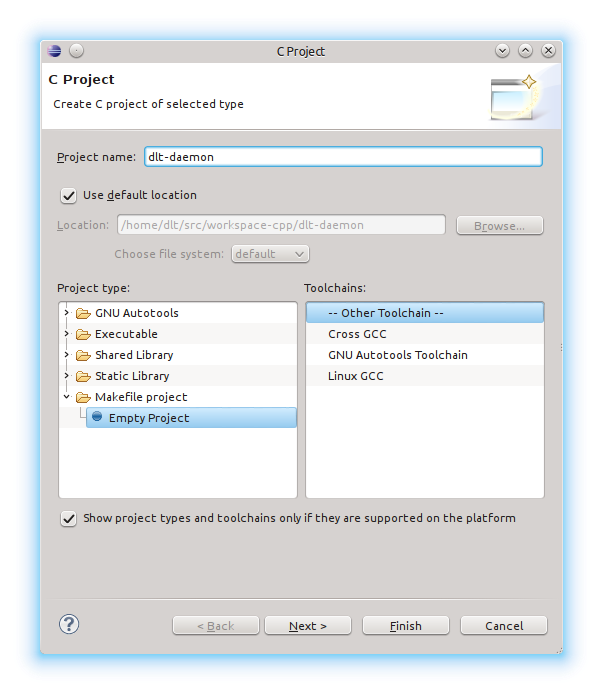 C Project
C Project
Create C project of selected type
Project name: dlt-daemon
Use default location
Location: /home/dlt/src/workspace-cpp/dlt-daemon Browse...
Choose file system: default
Project type: Toolchains:
GNU Autotools -- Other Toolchain --
Executable Cross GCC
Shared Library GNU Autotools Toolchain
Static Library Linux GCC
Makefile project
Empty Project
Show project types and toolchains only if they are supported on the platform
? < Back Next > Finish Cancel